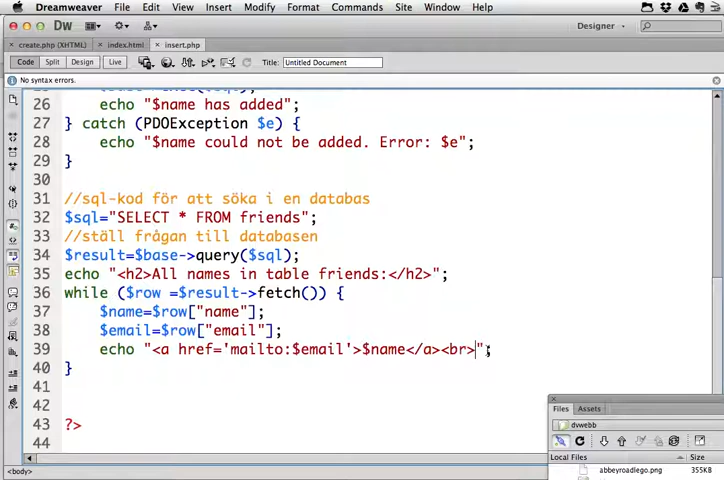 Dreamweaver File Edit View Insert Modify Format Commands Site Window Help
Dw Designer
create.php (XHTML) index.html insert.php
Code Split Design Live Title: Untitled Document
No syntax errors.
26 echo "$name has added";
27 } catch (PDOException $e) {
28 echo "$name could not be added. Error: $e";
29 }
30
31 //sql-kod för att söka i en databas
32 $sql="SELECT * FROM friends";
33 //ställ frågan till databasen
34 $result=$base->query($sql);
35 echo "<h2>All names in table friends:</h2>";
36 while ($row =$result->fetch()) {
37 $name=$row["name"];
38 $email=$row["email"];
39 echo "<a href='mailto:$email'>$name</a><br>";
40 }
41
42
43 ?>
44
Files Assets
dwwebb
Local Files Size
abbeyroadlego.png 355KB
<body>